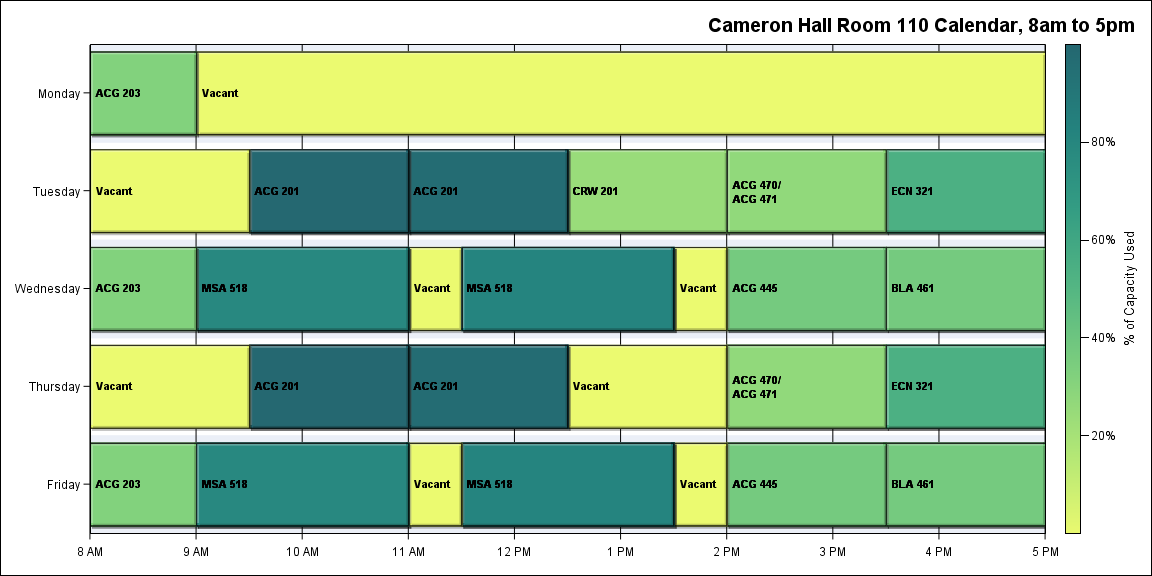 Cameron Hall Room 110 Calendar, 8am to 5pm
Monday
ACG 203
Vacant
Tuesday
Vacant
ACG 201
ACG 201
CRW 201
ACG 470/
ACG 471
ECN 321
Wednesday
ACG 203
MSA 518
Vacant
MSA 518
Vacant
ACG 445
BLA 461
Thursday
Vacant
ACG 201
ACG 201
Vacant
ACG 470/
ACG 471
ECN 321
Friday
ACG 203
MSA 518
Vacant
MSA 518
Vacant
ACG 445
BLA 461
8 AM
9 AM
10 AM
11 AM
12 PM
1 PM
2 PM
3 PM
4 PM
5 PM
80%
60%
40%
20%
% of Capacity Used